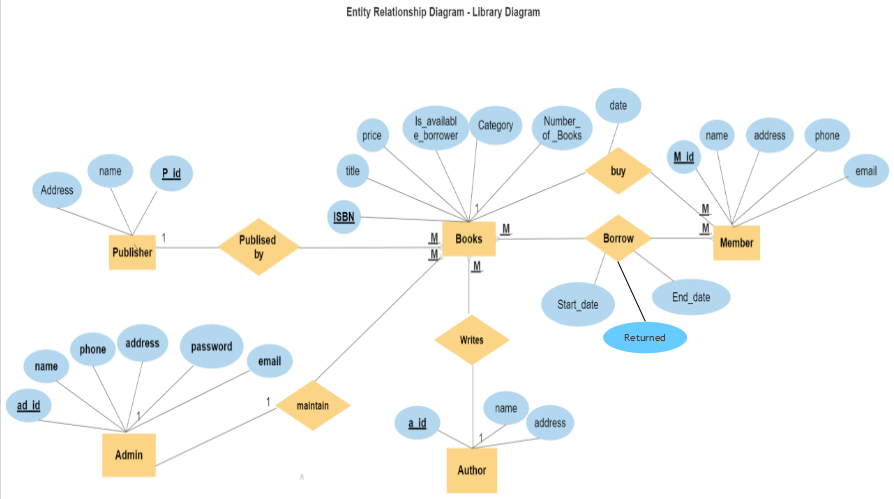 Entity Relationship Diagram - Library Diagram
date
price
Is_availabl
e_borrower
Category
Number_
of_Books
name
address
phone
M_id
email
title
buy
Address
name
P_id
ISBN
1
M
Publisher
1
Publised
by
M
M
Books
M
M
Borrow
M
Member
Start_date
End_date
Returned
Writes
name
phone
address
password
email
ad_id
1
1
maintain
a_id
name
address
1
Admin
Author